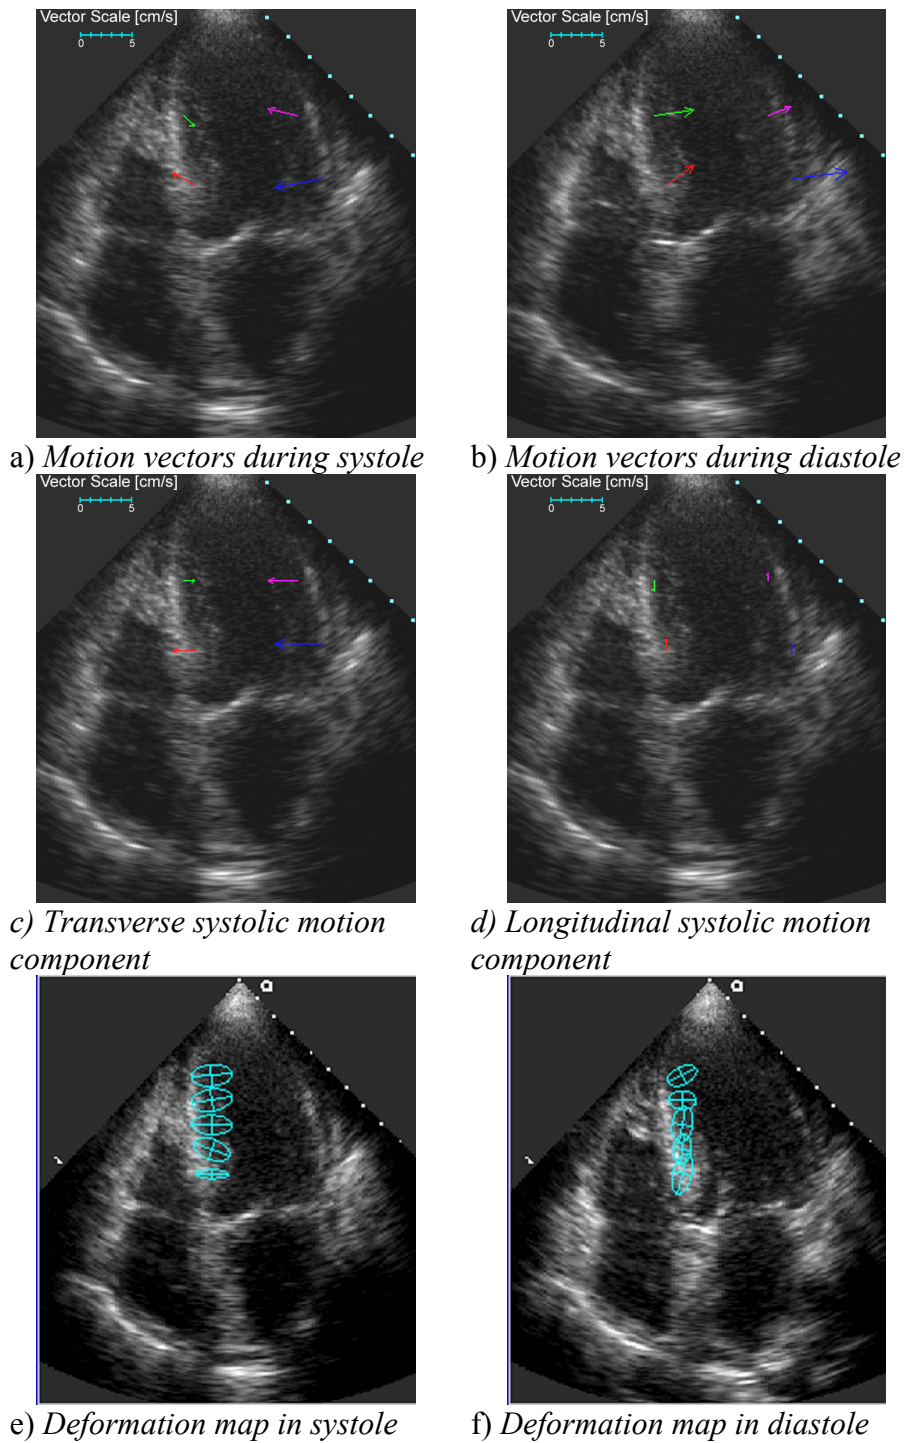 Vector Scale [cm/s]
0 5
Vector Scale [cm/s]
0 5
a) Motion vectors during systole
b) Motion vectors during diastole
Vector Scale [cm/s]
0 5
Vector Scale [cm/s]
0 5
c) Transverse systolic motion
component
d) Longitudinal systolic motion
component
e) Deformation map in systole
f) Deformation map in diastole